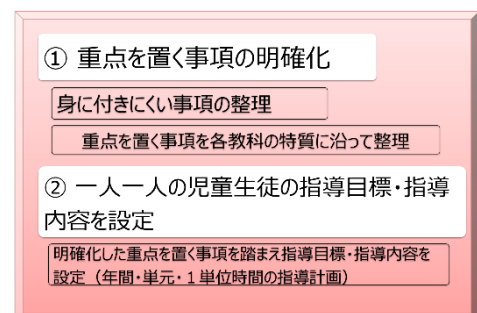 ① 重点を置く事項の明確化
身に付きにくい事項の整理
重点を置く事項を各教科の特質に沿って整理
② 一人一人の児童生徒の指導目標・指導
内容を設定
明確化した重点を置く事項を踏まえ指導目標・指導内容を
設定（年間・単元・１単位時間の指導計画）